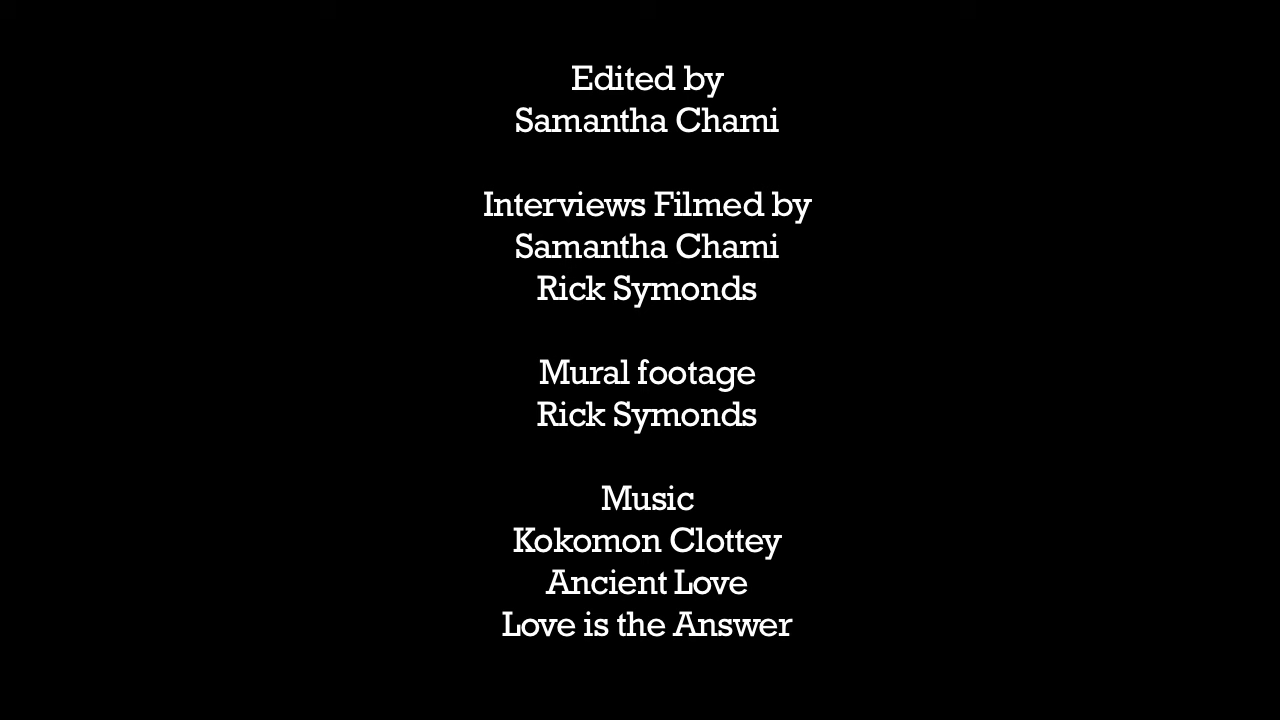 Edited by
Samantha Chami
Interviews Filmed by
Samantha Chami
Rick Symonds
Mural footage
Rick Symonds
Music
Kokomon Clottey
Ancient Love
Love is the Answer